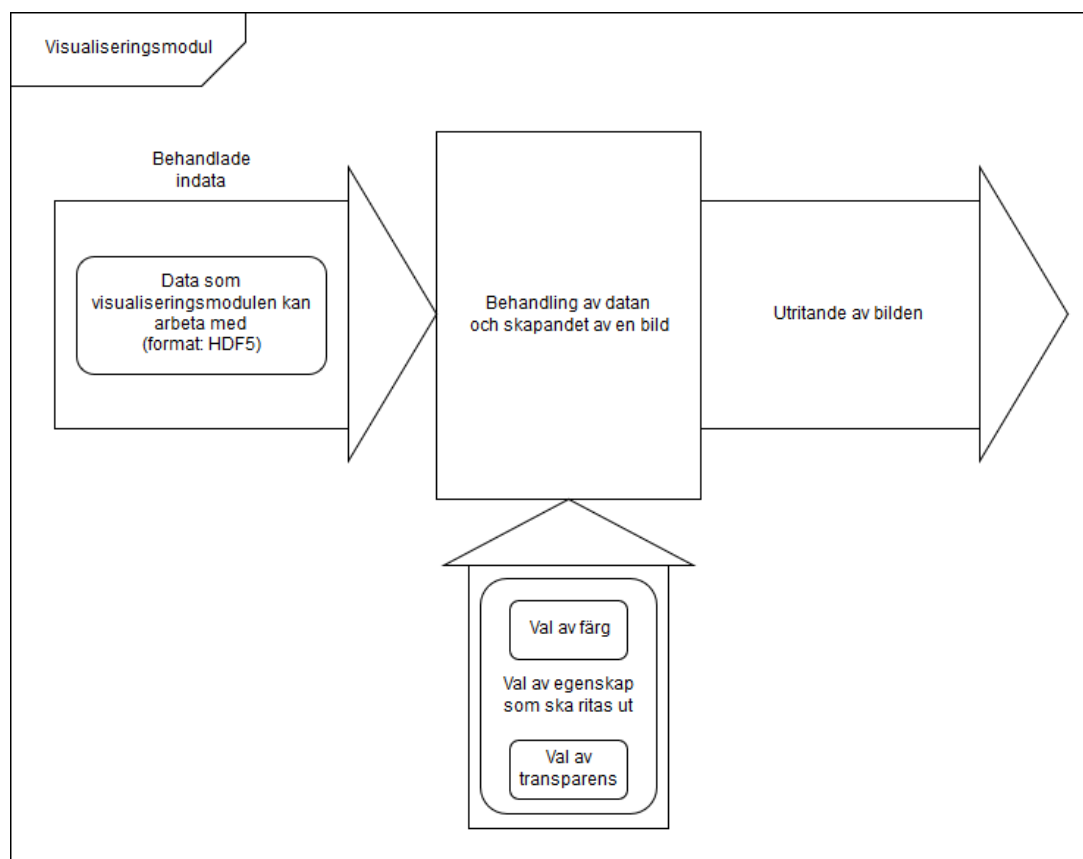 Visualiseringsmodul
Behandlade
indata
Data som
visualiseringsmodulen kan
arbeta med
(format: HDF5)
Behandling av datan
och skapandet av en bild
Utritande av bilden
Val av färg
Val av egenskap
som ska ritas ut
Val av
transparens